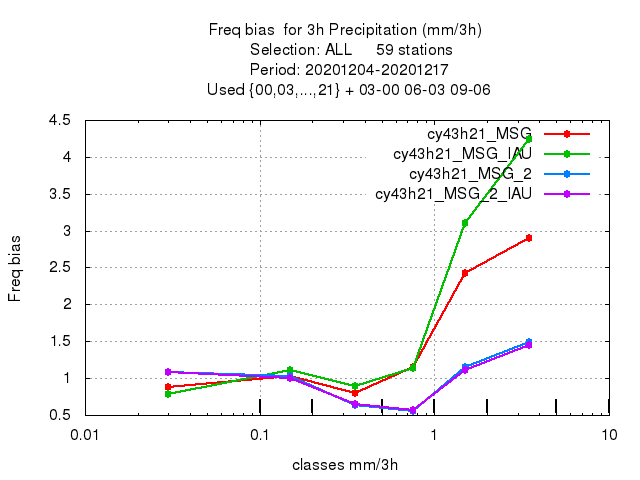 Freq bias  for 3h Precipitation (mm/3h)
Selection: ALL     59 stations
Period: 20201204-20201217
Used {00,03,...,21} + 03-00 06-03 09-06
4.5
4
3.5
3
2.5
2
1.5
1
0.5
Freq bias
cy43h21_MSG
cy43h21_MSG_IAU
cy43h21_MSG_2
cy43h21_MSG_2_IAU
0.01 0.1 1 10
classes mm/3h